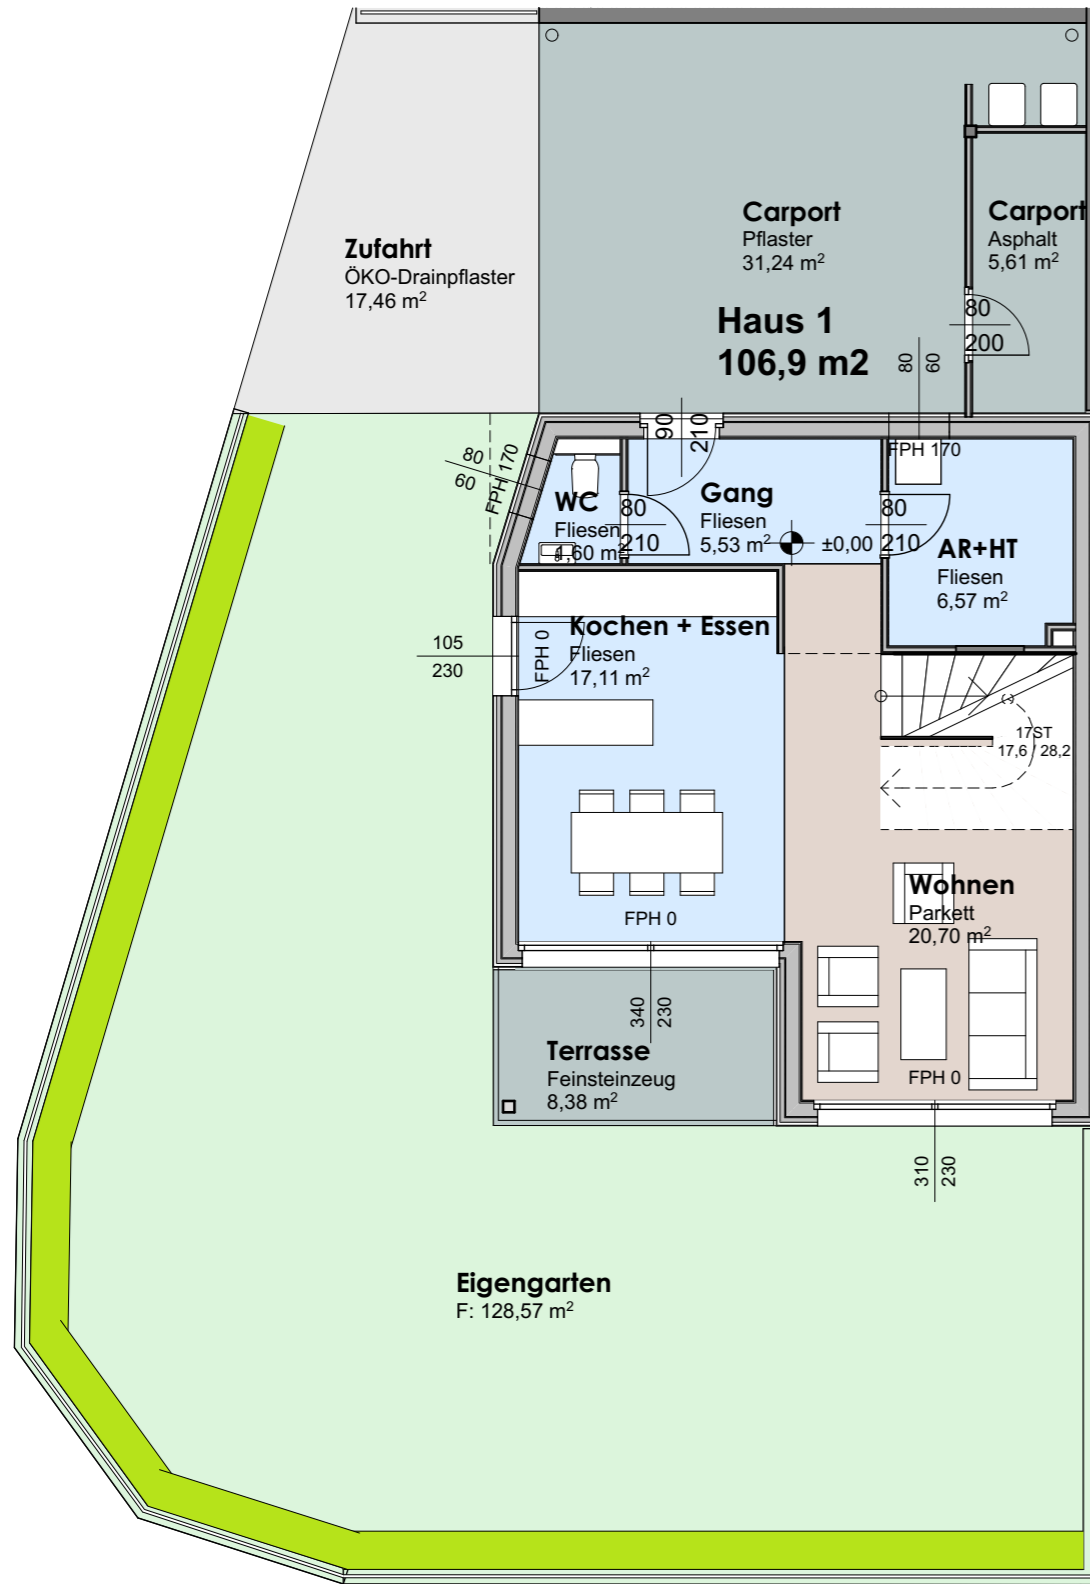 Zufahrt
ÖKO-Drainpflaster
17,46 m²
Carport
Pflaster
31,24 m²
Carport
Asphalt
5,61 m²
Haus 1
106,9 m2
80
200
80
60
90
210
FPH 170
80
60
FPH 170
WC
Fliesen
1,60 m²
80
210
Gang
Fliesen
5,53 m²
±0,00
80
210
AR+HT
Fliesen
6,57 m²
105
230
FPH 0
Kochen + Essen
Fliesen
17,11 m²
17ST
17,6 / 28,2
Wohnen
Parkett
20,70 m²
FPH 0
340
230
Terrasse
Feinsteinzeug
8,38 m²
FPH 0
310
230
Eigengarten
F: 128,57 m²